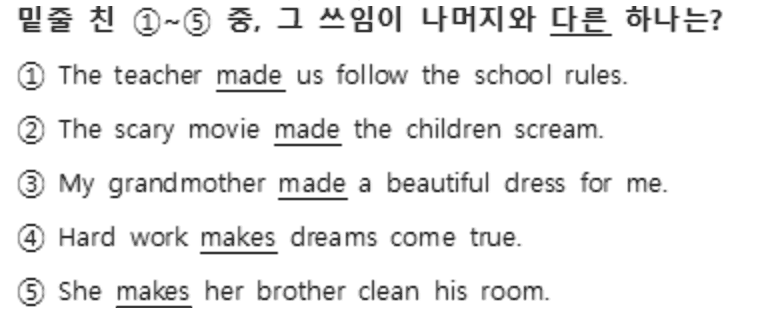 밑줄 친 ①~⑤ 중, 그 쓰임이 나머지와 다른 하나는?
① The teacher made us follow the school rules.
② The scary movie made the children scream.
③ My grandmother made a beautiful dress for me.
④ Hard work makes dreams come true.
⑤ She makes her brother clean his room.